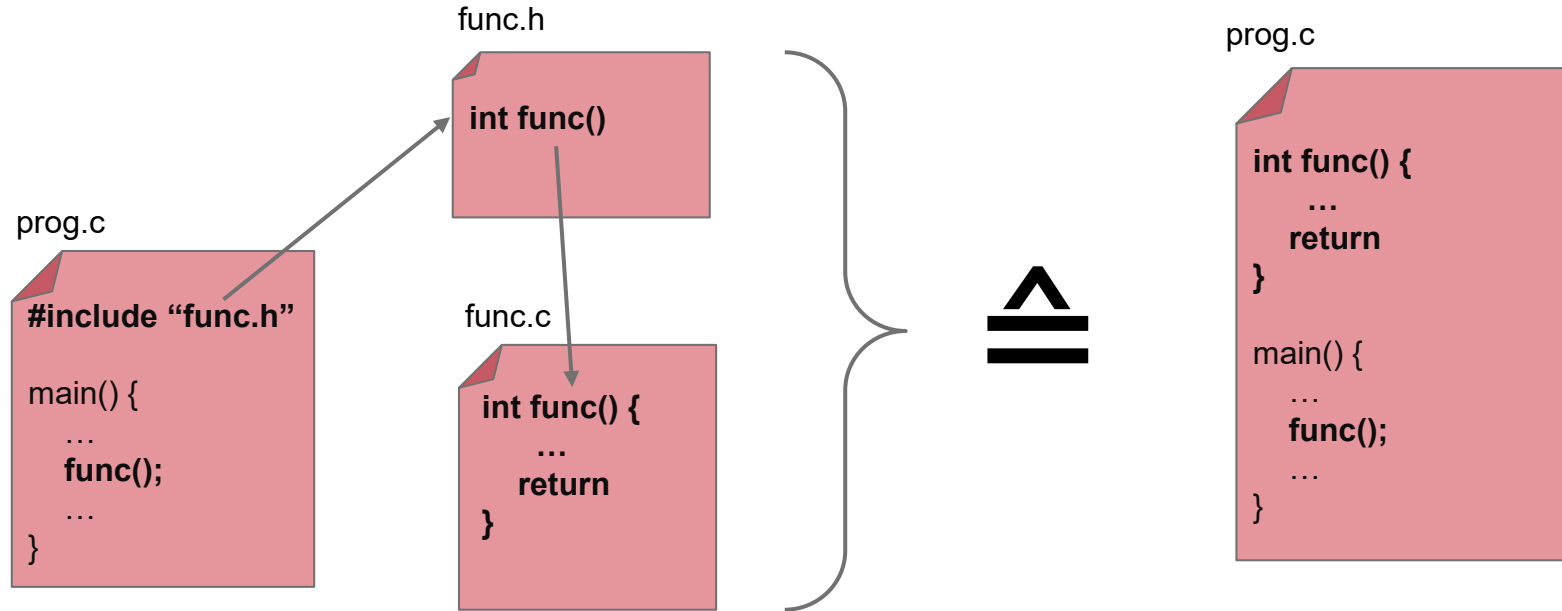 func.h
int func()
prog.c
#include “func.h”
main() {
…
func();
…
}
func.c
int func() {
…
return
}
≙
prog.c
int func() {
…
return
}
main() {
…
func();
…
}